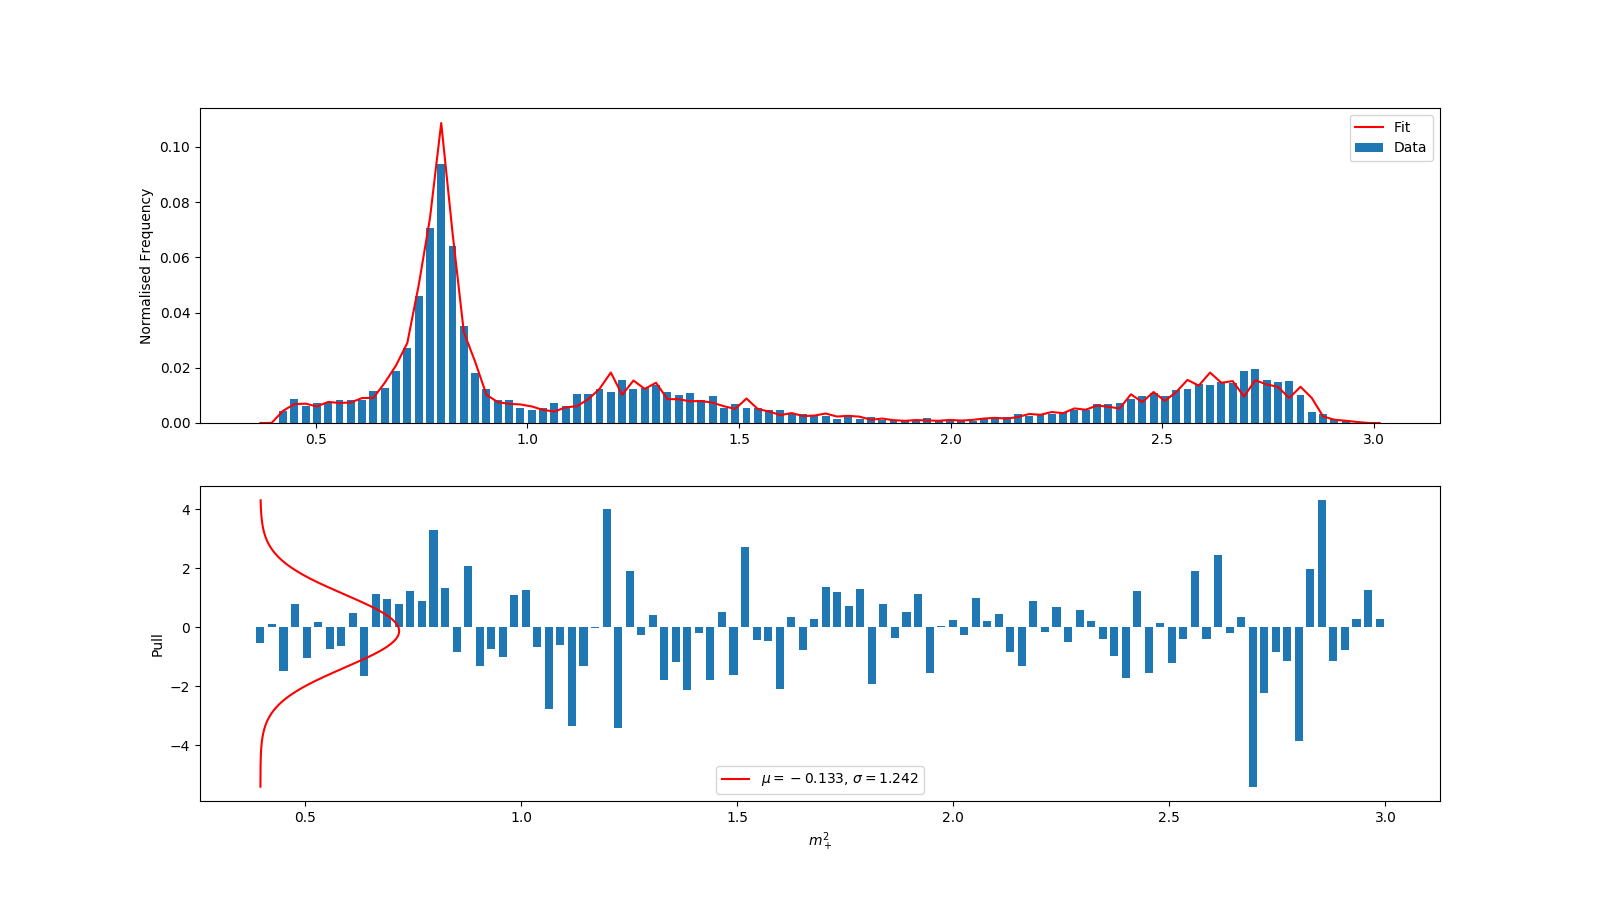 Fit
Data
Normalised Frequency
0.10
0.08
0.06
0.04
0.02
0.00
0.5 1.0 1.5 2.0 2.5 3.0
Pull
4
2
0
−2
−4
μ = −0.133, σ = 1.242
0.5 1.0 1.5 2.0 2.5 3.0
m²₊